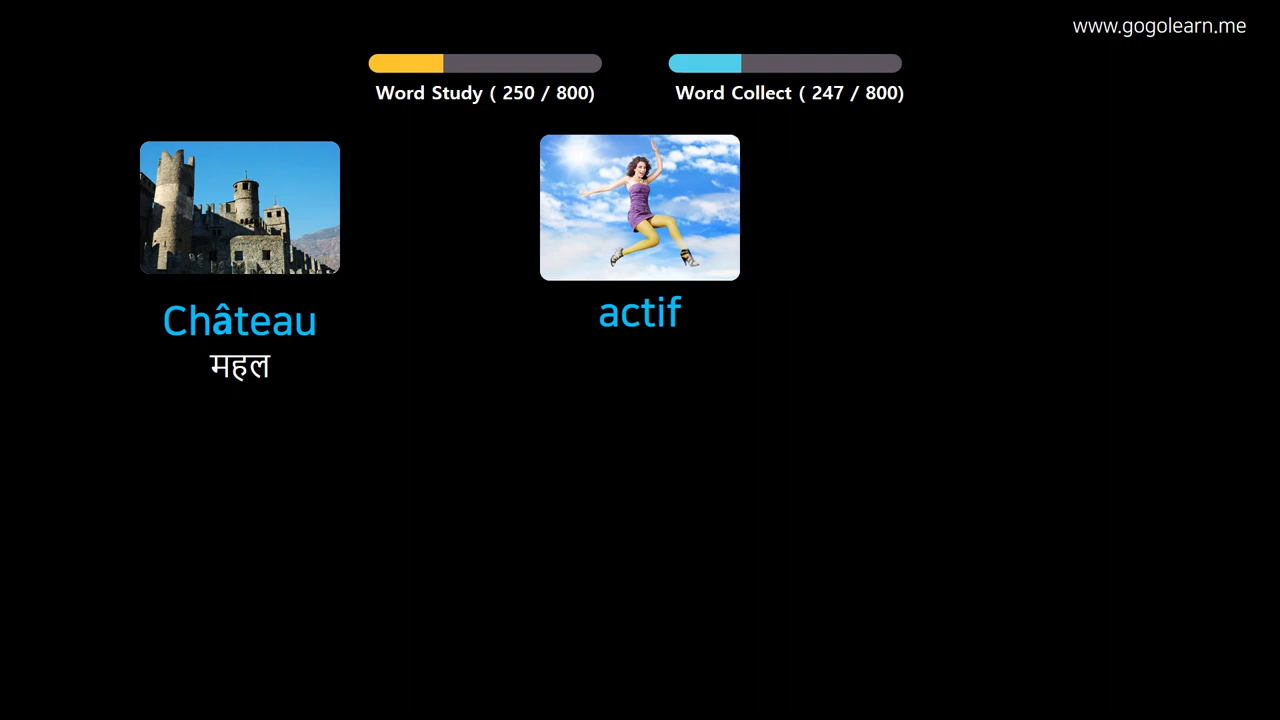 www.gogolearn.me
Word Study ( 250 / 800)
Word Collect ( 247 / 800)
Château
महल
actif